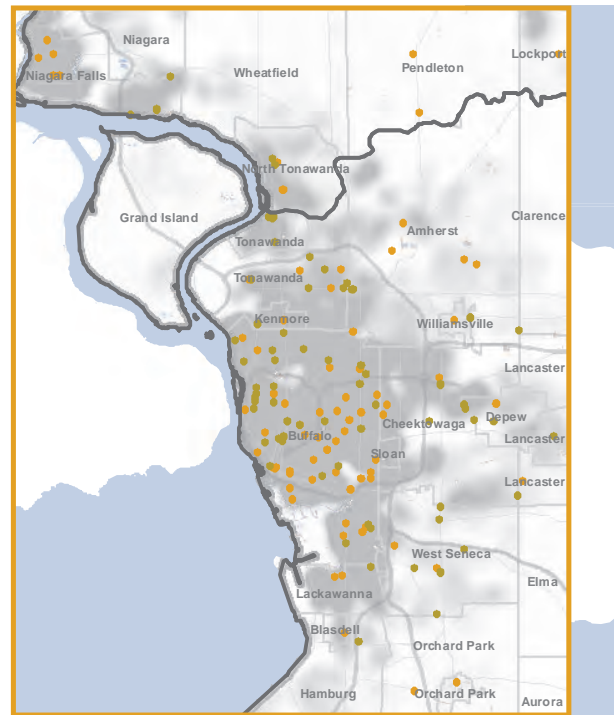 Niagara
Lockport
Niagara Falls
Wheatfield
Pendleton
North Tonawanda
Grand Island
Clarence
Amherst
Tonawanda
Tonawanda
Kenmore
Williamsville
Lancaster
Depew
Cheektowaga
Buffalo
Lancaster
Sloan
Lancaster
West Seneca
Elma
Lackawanna
Blasdell
Orchard Park
Hamburg
Orchard Park
Aurora